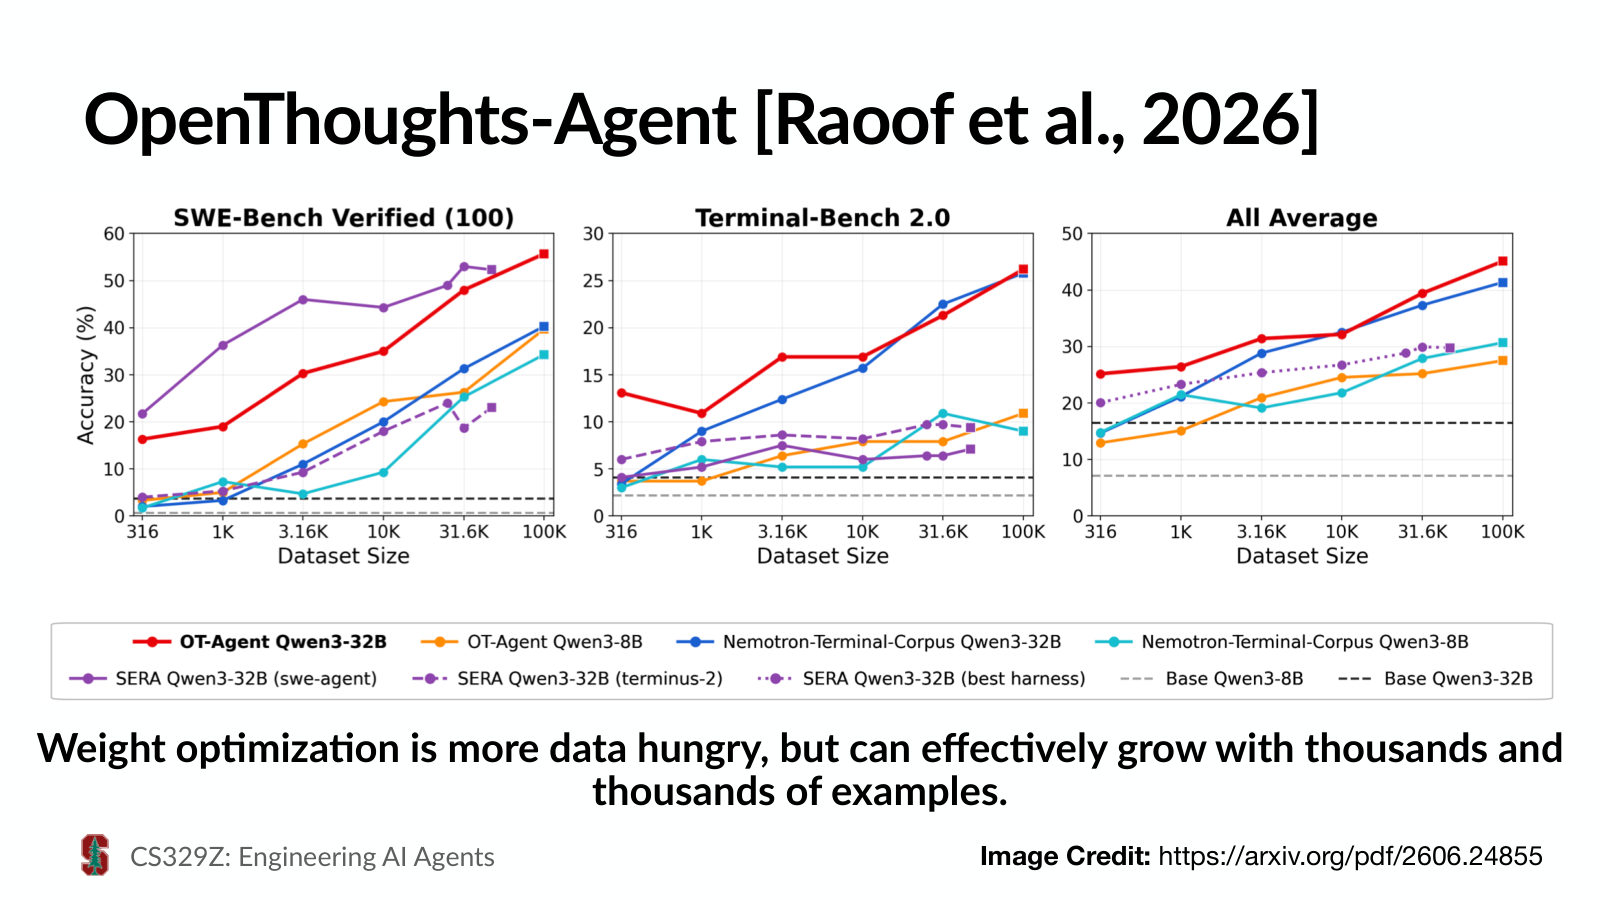 OpenThoughts-Agent [Raoof et al., 2026]
SWE-Bench Verified (100)
Accuracy (%)
60
50
40
30
20
10
0
316 1K 3.16K 10K 31.6K 100K
Dataset Size
Terminal-Bench 2.0
30
25
20
15
10
5
0
316 1K 3.16K 10K 31.6K 100K
Dataset Size
All Average
50
40
30
20
10
0
316 1K 3.16K 10K 31.6K 100K
Dataset Size
OT-Agent Qwen3-32B OT-Agent Qwen3-8B Nemotron-Terminal-Corpus Qwen3-32B Nemotron-Terminal-Corpus Qwen3-8B
SERA Qwen3-32B (swe-agent) SERA Qwen3-32B (terminus-2) SERA Qwen3-32B (best harness) Base Qwen3-8B Base Qwen3-32B
Weight optimization is more data hungry, but can effectively grow with thousands and
thousands of examples.
CS329Z: Engineering AI Agents
Image Credit: https://arxiv.org/pdf/2606.24855